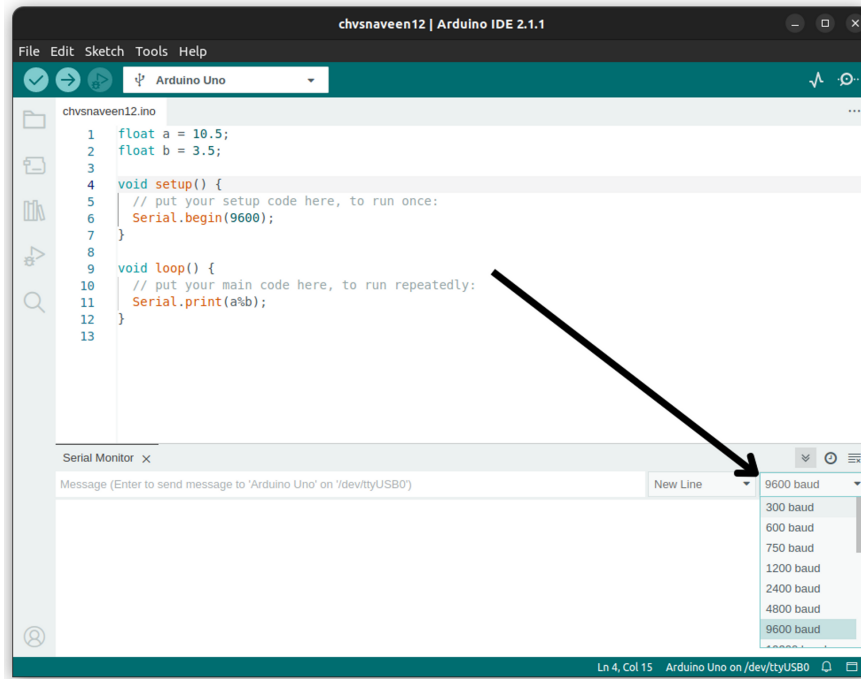 chvsnaveen12 | Arduino IDE 2.1.1
File Edit Sketch Tools Help
Arduino Uno
chvsnaveen12.ino
1 float a = 10.5;
2 float b = 3.5;
3
4 void setup() {
5 // put your setup code here, to run once:
6 Serial.begin(9600);
7 }
8
9 void loop() {
10 // put your main code here, to run repeatedly:
11 Serial.print(a%b);
12 }
13
Serial Monitor
Message (Enter to send message to 'Arduino Uno' on '/dev/ttyUSB0')
New Line
9600 baud
300 baud
600 baud
750 baud
1200 baud
2400 baud
4800 baud
9600 baud
Ln 4, Col 15 Arduino Uno on /dev/ttyUSB0